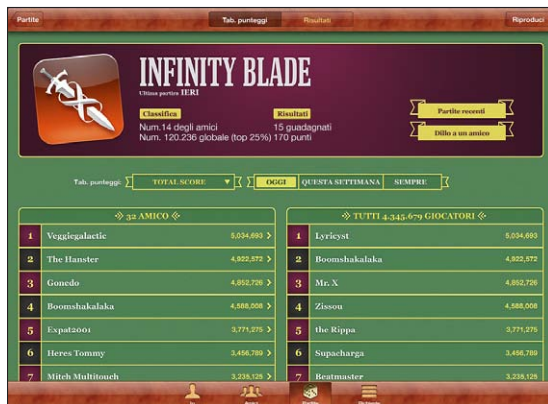 Partite
Tab. punteggi
Risultati
Riproduci
INFINITY BLADE
Ultime partite IERI
Classifica
Num.14 degli amici
Num. 120.236 globale (top 25%)
Risultati
15 guadagnati
170 punti
Partite recenti
Dillo a un amico
Tab. punteggi:
TOTAL SCORE
OGGI
QUESTA SETTIMANA
SEMPRE
32 AMICO
1 Veggiegalactic 5,034,693
2 The Hanster 4,922,572
3 Gonedo 4,852,726
4 Boomshakalaka 4,588,008
5 Expat2001 3,771,275
6 Heres Tommy 3,456,789
7 Mitch Multitouch 3,235,125
TUTTI 4.345.679 GIOCATORI
1 Lyricyst 5,034,693
2 Boomshakalaka 4,922,572
3 Mr. X 4,852,726
4 Zissou 4,588,008
5 the Rippa 3,771,275
6 Supacharga 3,456,789
7 Beatmaster 3,235,125